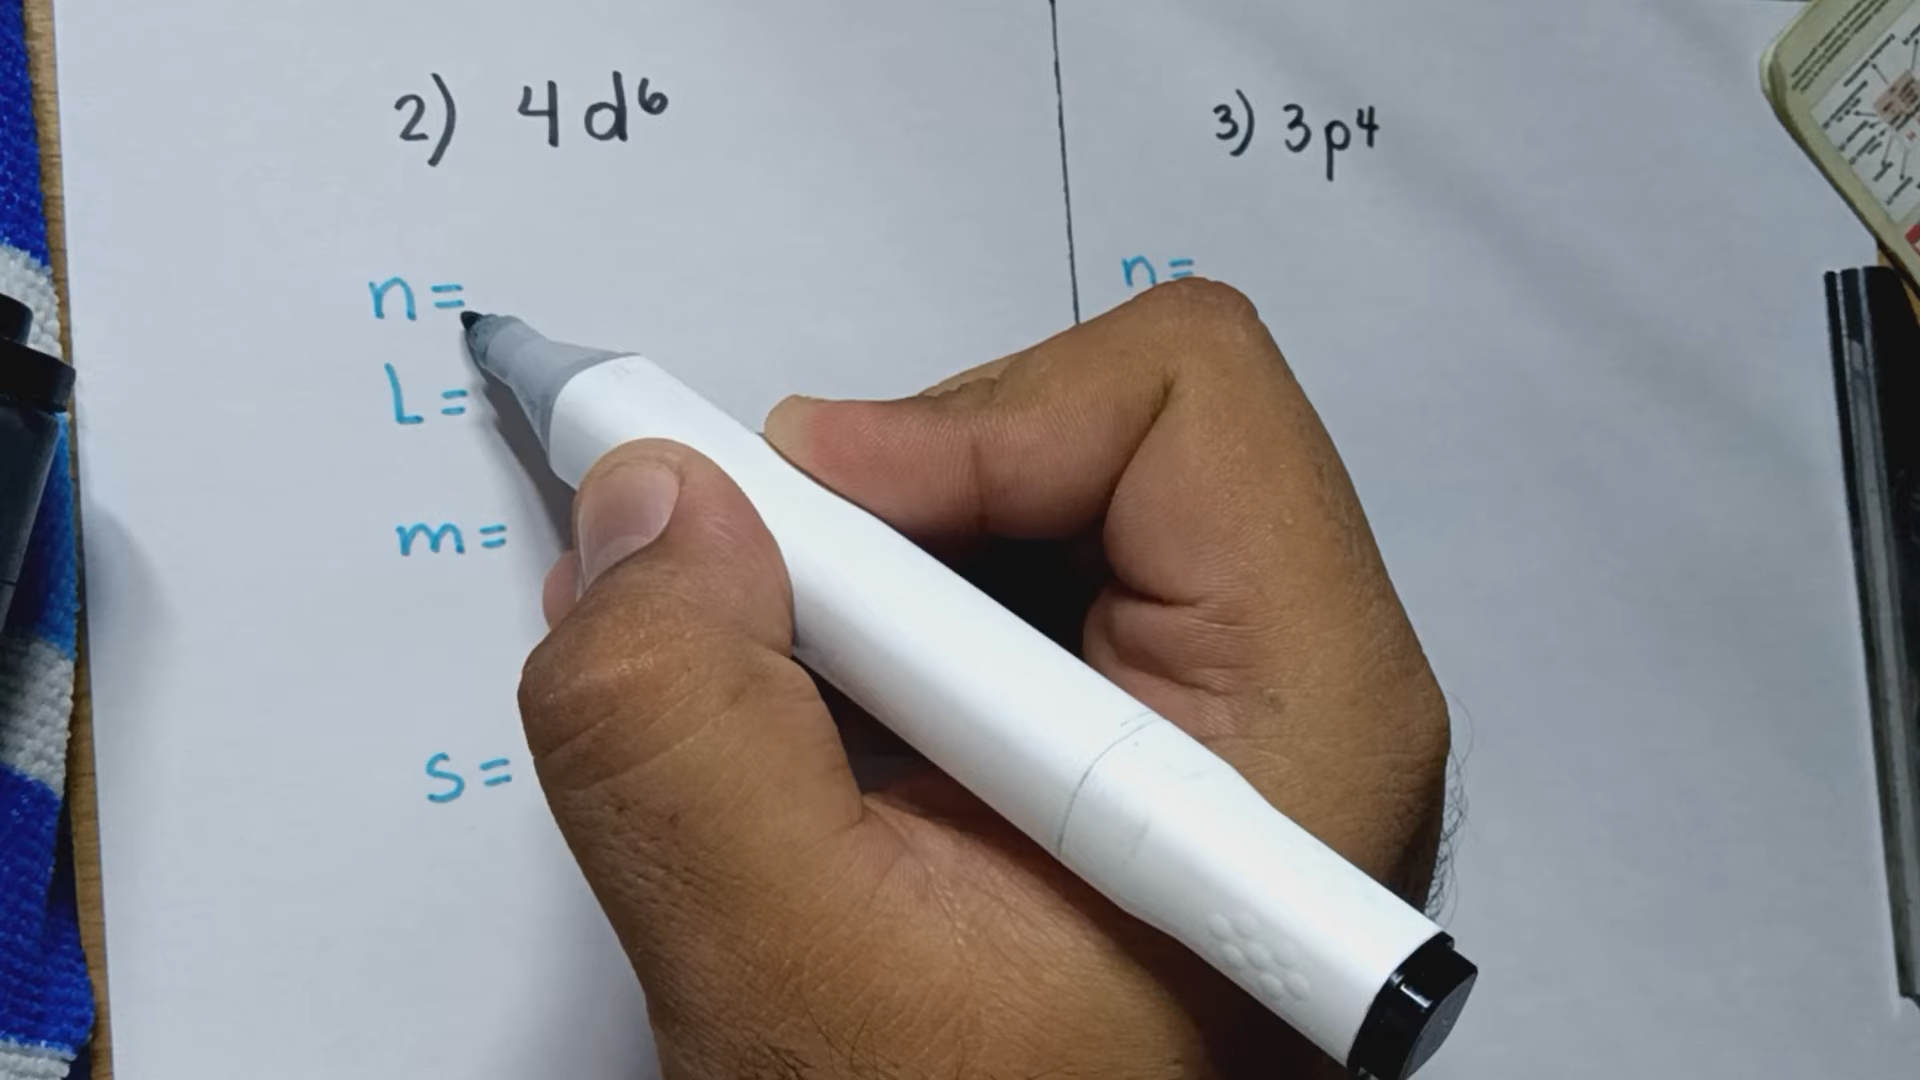 2) 4d⁶
n =
L =
m =
s =
3) 3p⁴
n =